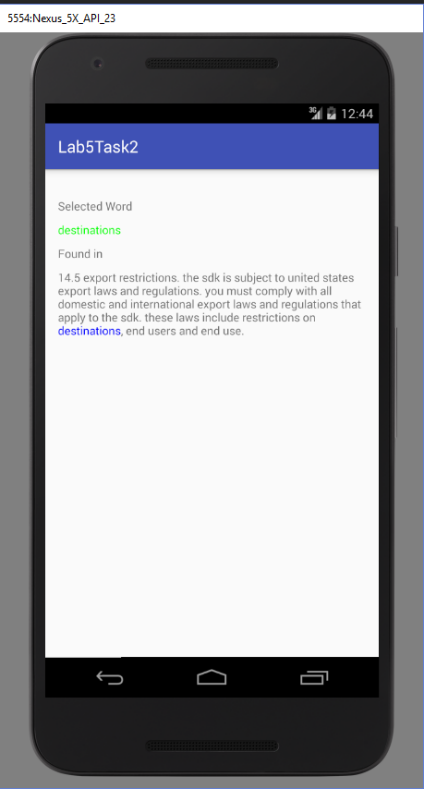 5554:Nexus_5X_API_23
3G 12:44
Lab5Task2
Selected Word
destinations
Found in
14.5 export restrictions. the sdk is subject to united states
export laws and regulations. you must comply with all
domestic and international export laws and regulations that
apply to the sdk. these laws include restrictions on
destinations, end users and end use.